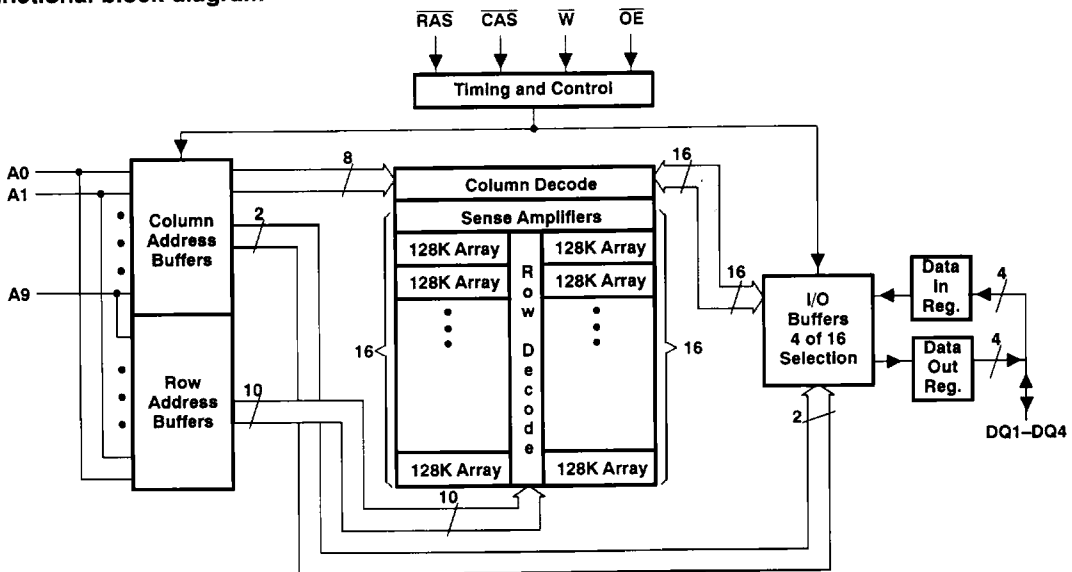 RAS CAS W OE
Timing and Control
A0
A1
A9
Column
Address
Buffers
Row
Address
Buffers
8
2
10
10
Column Decode
Sense Amplifiers
128K Array
128K Array
128K Array
128K Array
128K Array
128K Array
Row Decode
16
16
16
16
I/O
Buffers
4 of 16
Selection
2
Data
In
Reg.
4
Data
Out
Reg.
4
DQ1–DQ4